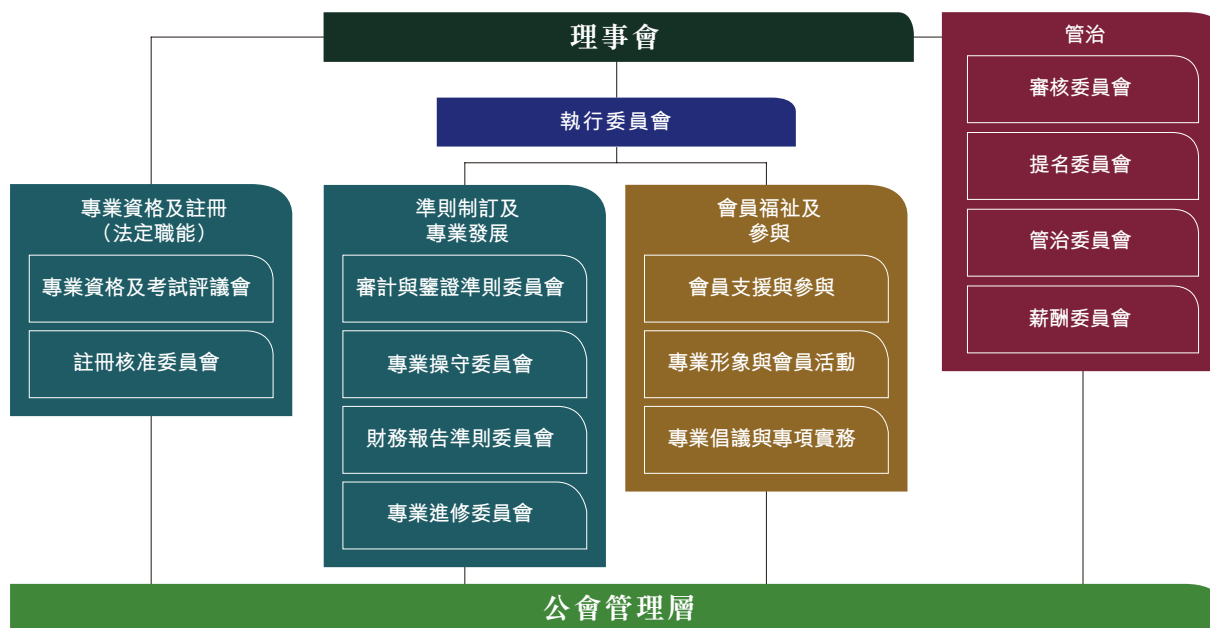 理事會
執行委員會
專業資格及註冊
（法定職能）
專業資格及考試評議會
註冊核准委員會
準則制訂及
專業發展
審計與鑒證準則委員會
專業操守委員會
財務報告準則委員會
專業進修委員會
會員福祉及
參與
會員支援與參與
專業形象與會員活動
專業倡議與專項實務
管治
審核委員會
提名委員會
管治委員會
薪酬委員會
公會管理層